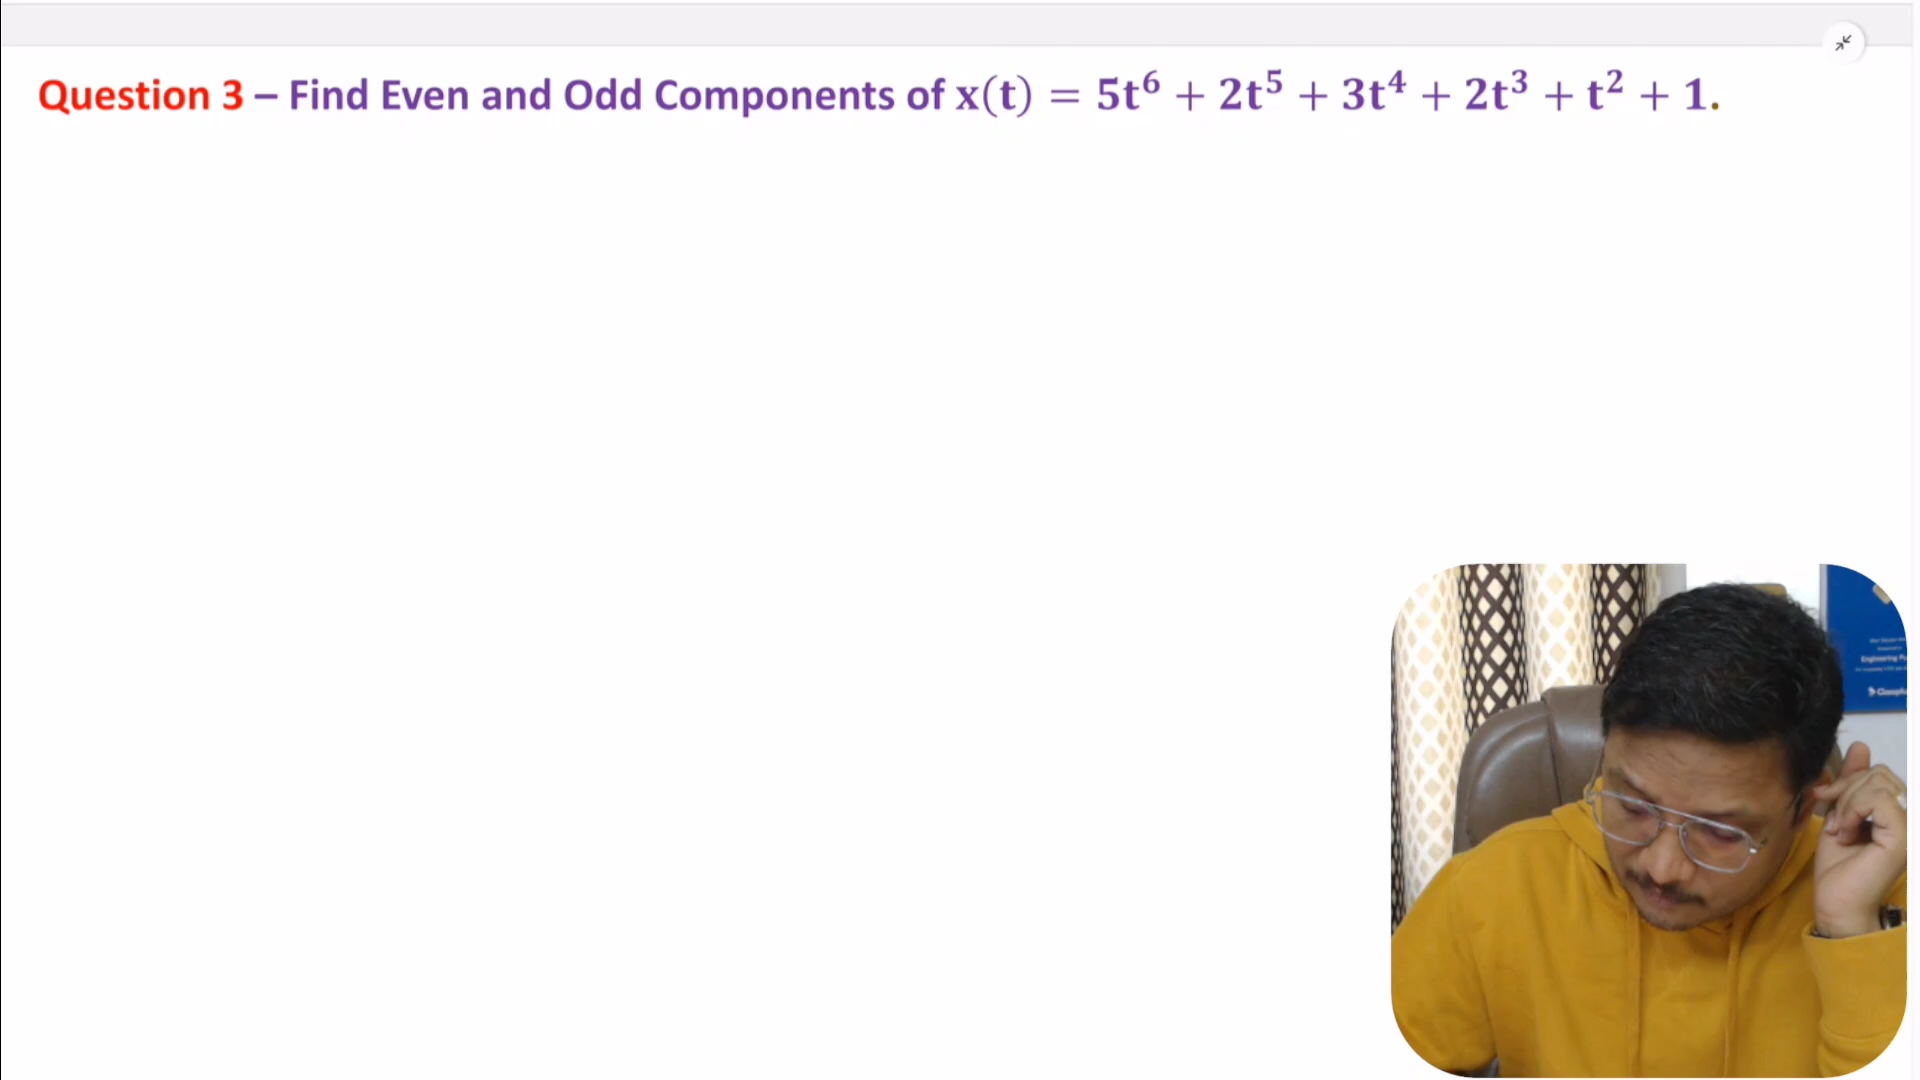 Question 3 – Find Even and Odd Components of x(t) = 5t⁶ + 2t⁵ + 3t⁴ + 2t³ + t² + 1.